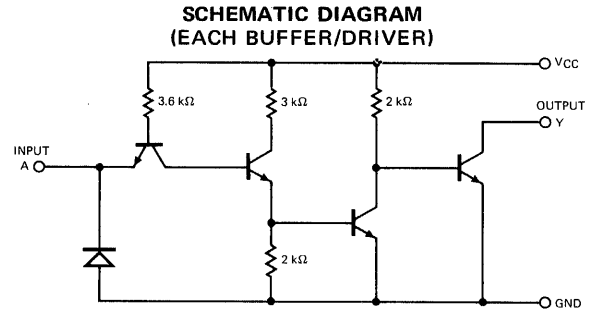 SCHEMATIC DIAGRAM
(EACH BUFFER/DRIVER)
VCC
3.6 kΩ
3 kΩ
2 kΩ
OUTPUT
Y
INPUT
A
2 kΩ
GND